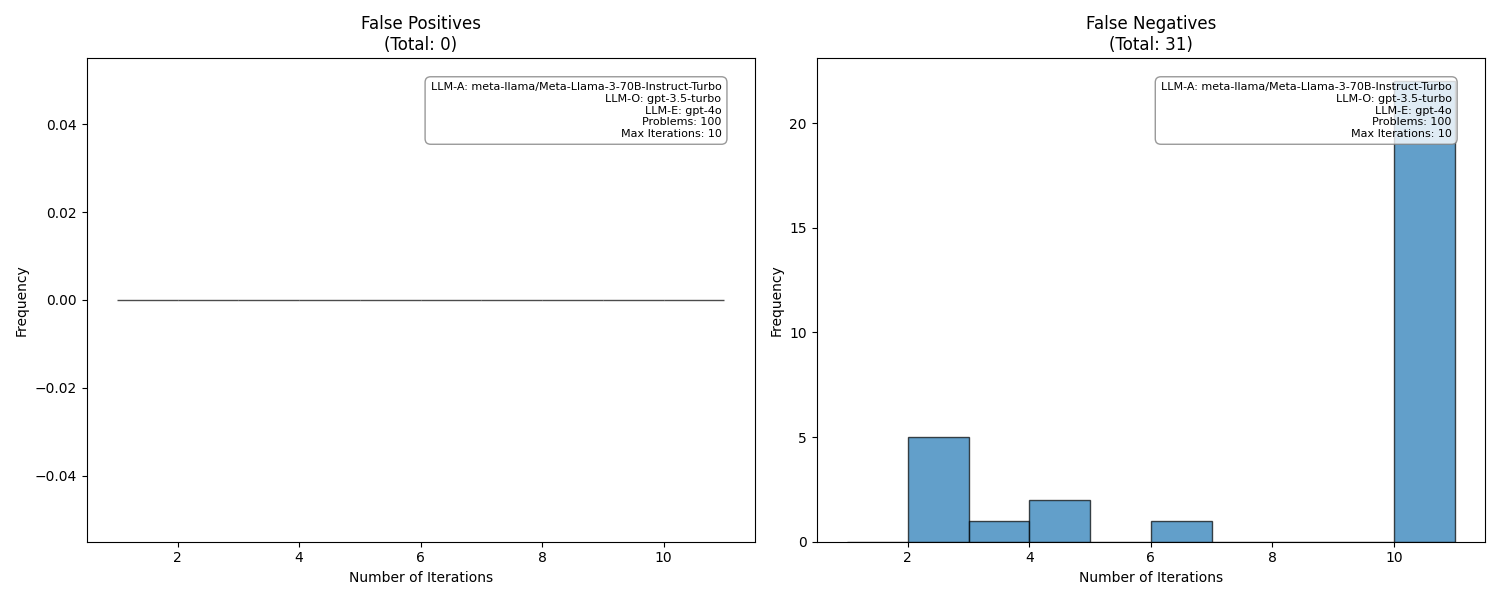 False Positives
(Total: 0)
LLM-A: meta-llama/Meta-Llama-3-70B-Instruct-Turbo
LLM-O: gpt-3.5-turbo
LLM-E: gpt-4o
Problems: 100
Max Iterations: 10
Frequency
0.04
0.02
0.00
−0.02
−0.04
2 4 6 8 10
Number of Iterations
False Negatives
(Total: 31)
LLM-A: meta-llama/Meta-Llama-3-70B-Instruct-Turbo
LLM-O: gpt-3.5-turbo
LLM-E: gpt-4o
Problems: 100
Max Iterations: 10
Frequency
20
15
10
5
0
2 4 6 8 10
Number of Iterations